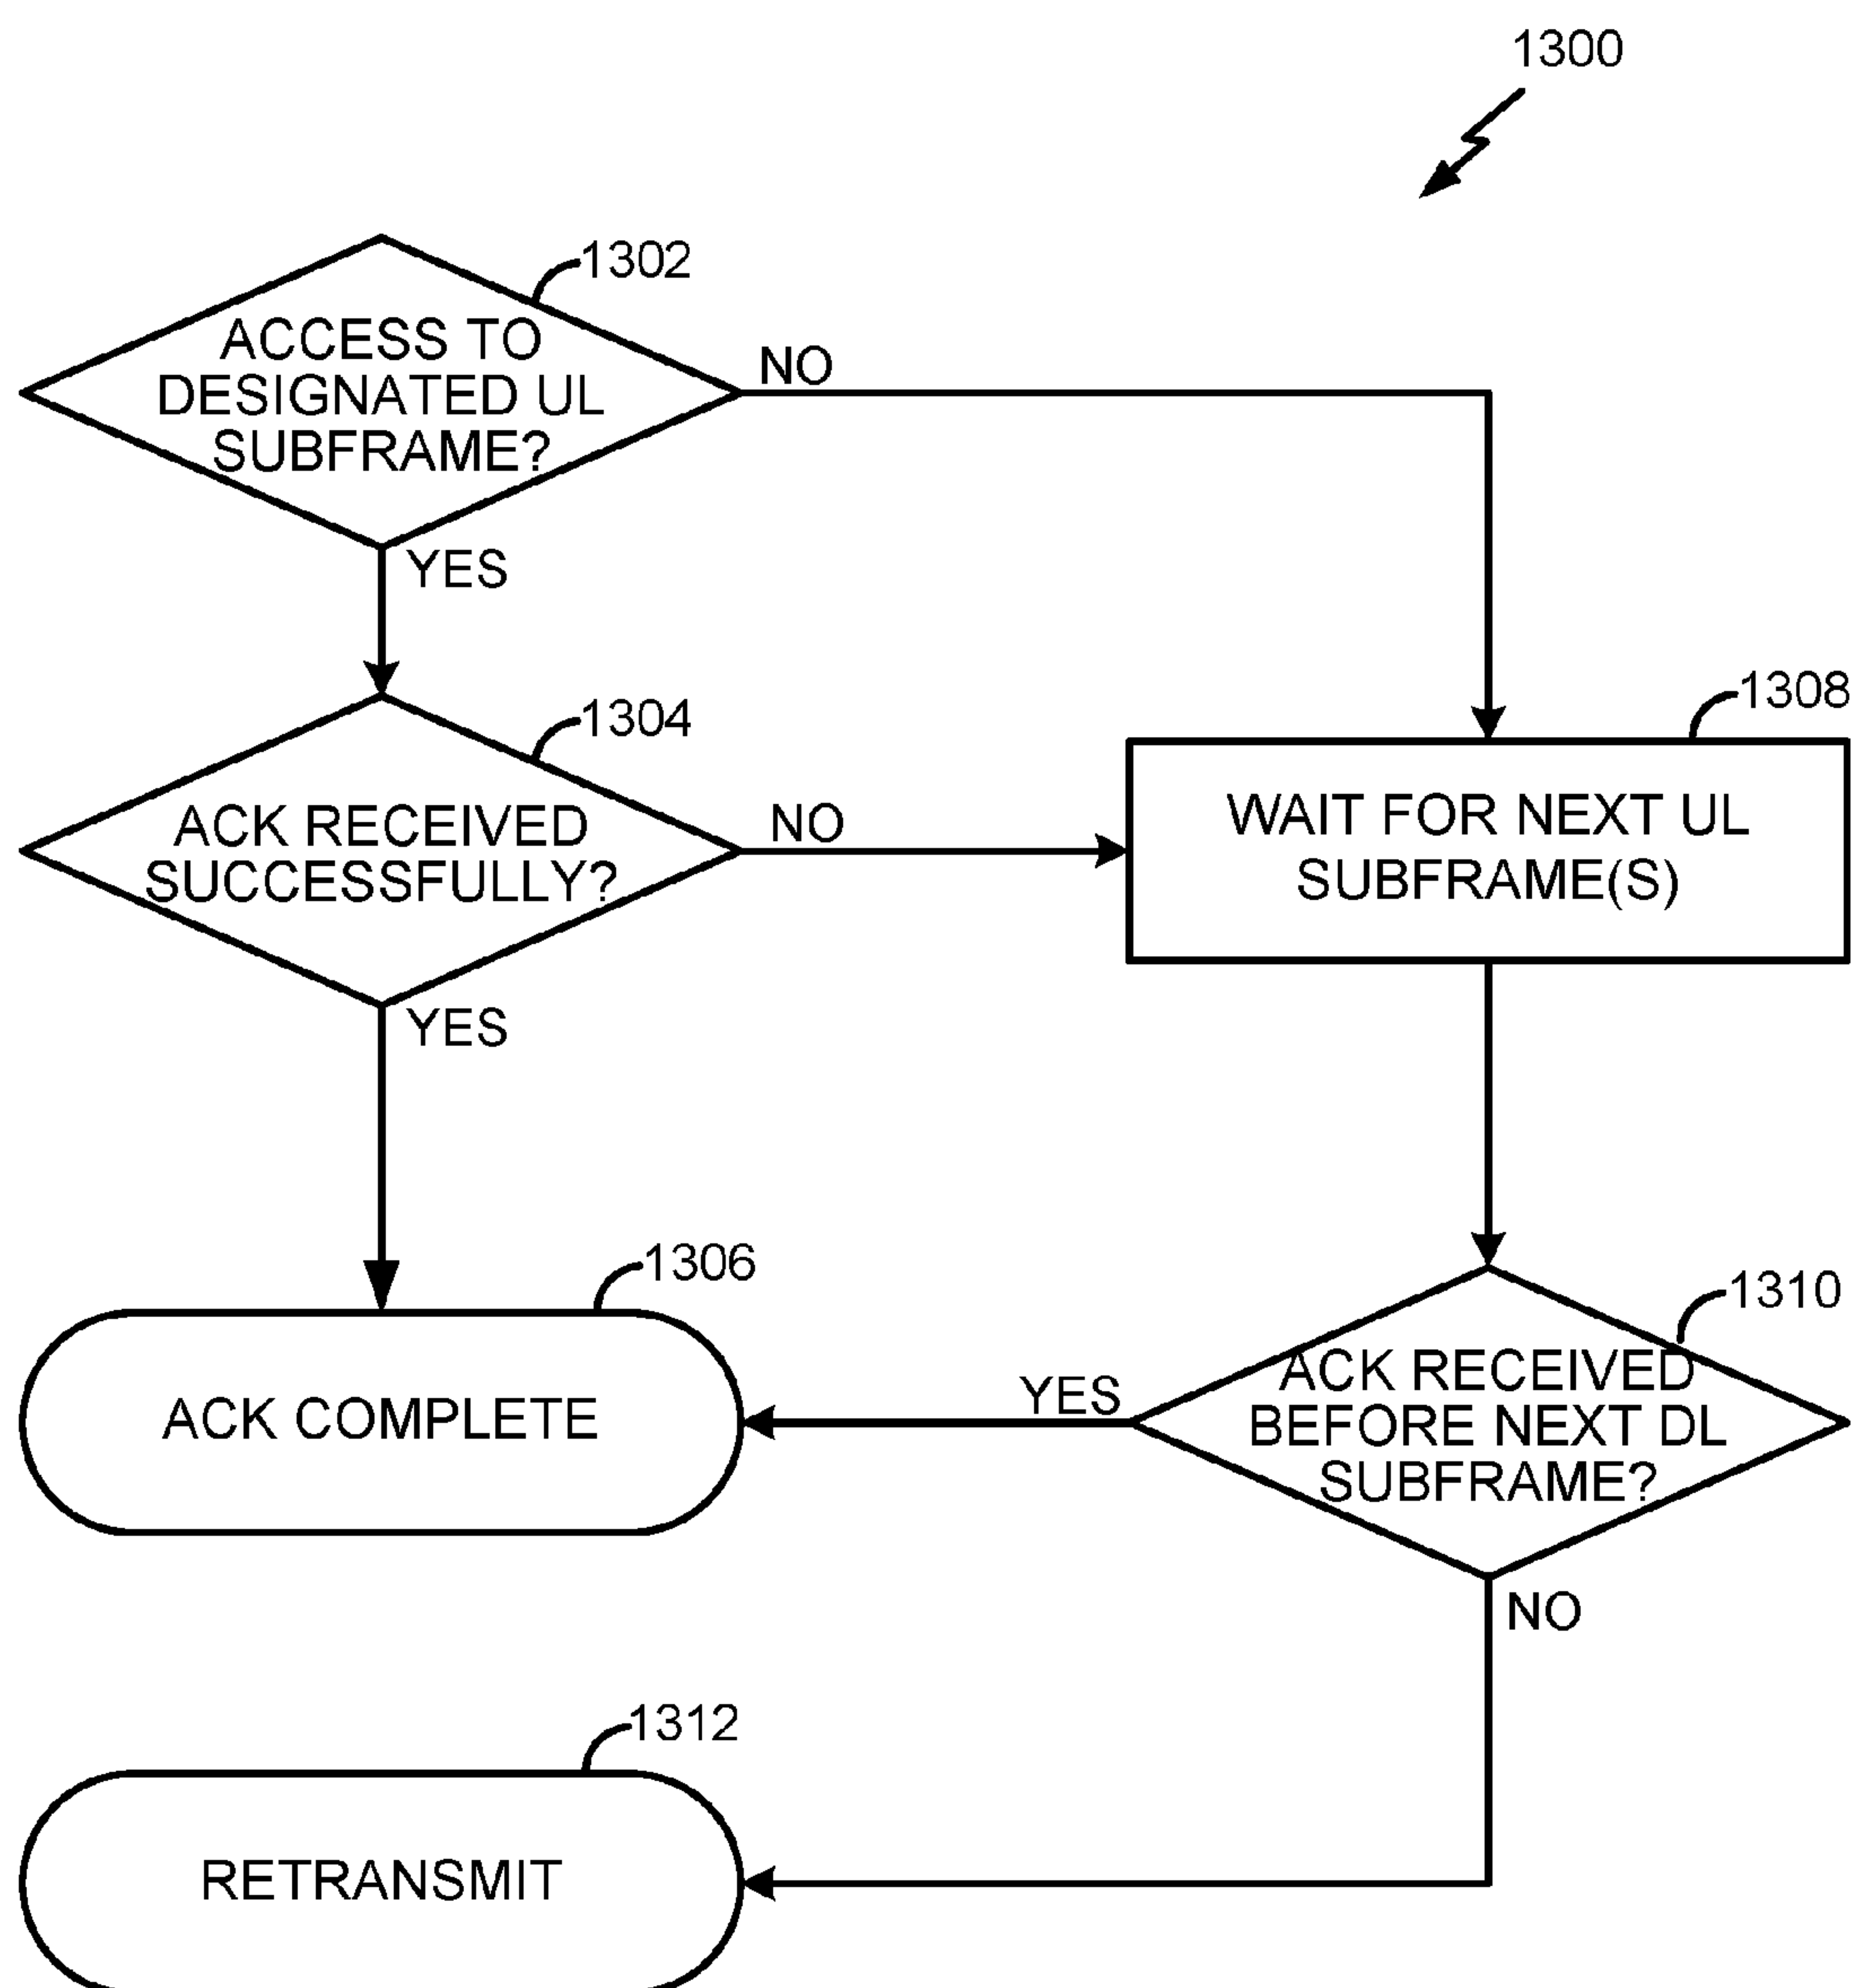 1300
1302
ACCESS TO
DESIGNATED UL
SUBFRAME?
NO
YES
1304
ACK RECEIVED
SUCCESSFULLY?
NO
YES
1308
WAIT FOR NEXT UL
SUBFRAME(S)
1306
ACK COMPLETE
1310
ACK RECEIVED
BEFORE NEXT DL
SUBFRAME?
YES
NO
1312
RETRANSMIT